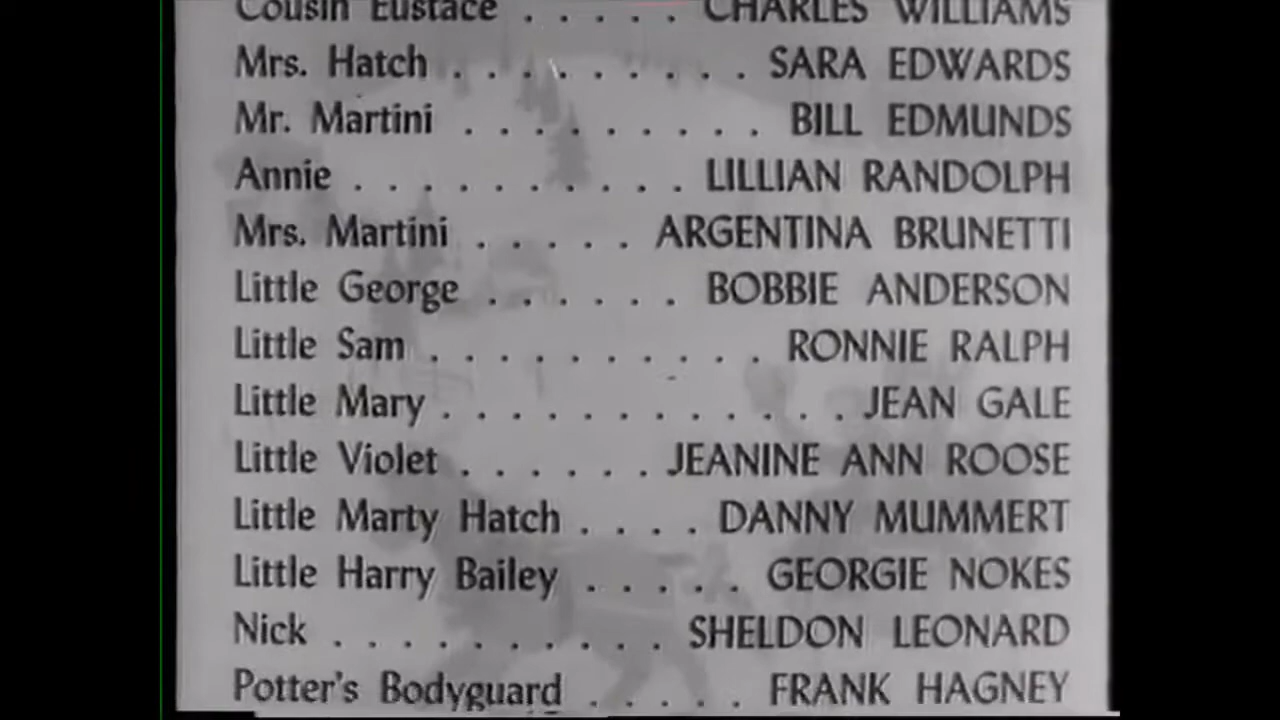 Cousin Eustace . . . . . CHARLES WILLIAMS
Mrs. Hatch . . . . . . . . . SARA EDWARDS
Mr. Martini . . . . . . . . . BILL EDMUNDS
Annie . . . . . . . . . . . LILLIAN RANDOLPH
Mrs. Martini . . . . . ARGENTINA BRUNETTI
Little George . . . . . . BOBBIE ANDERSON
Little Sam . . . . . . . . . . RONNIE RALPH
Little Mary . . . . . . . . . . . . . JEAN GALE
Little Violet . . . . . . JEANINE ANN ROOSE
Little Marty Hatch . . . . DANNY MUMMERT
Little Harry Bailey . . . . . GEORGIE NOKES
Nick . . . . . . . . . . SHELDON LEONARD
Potter's Bodyguard . . . . . FRANK HAGNEY